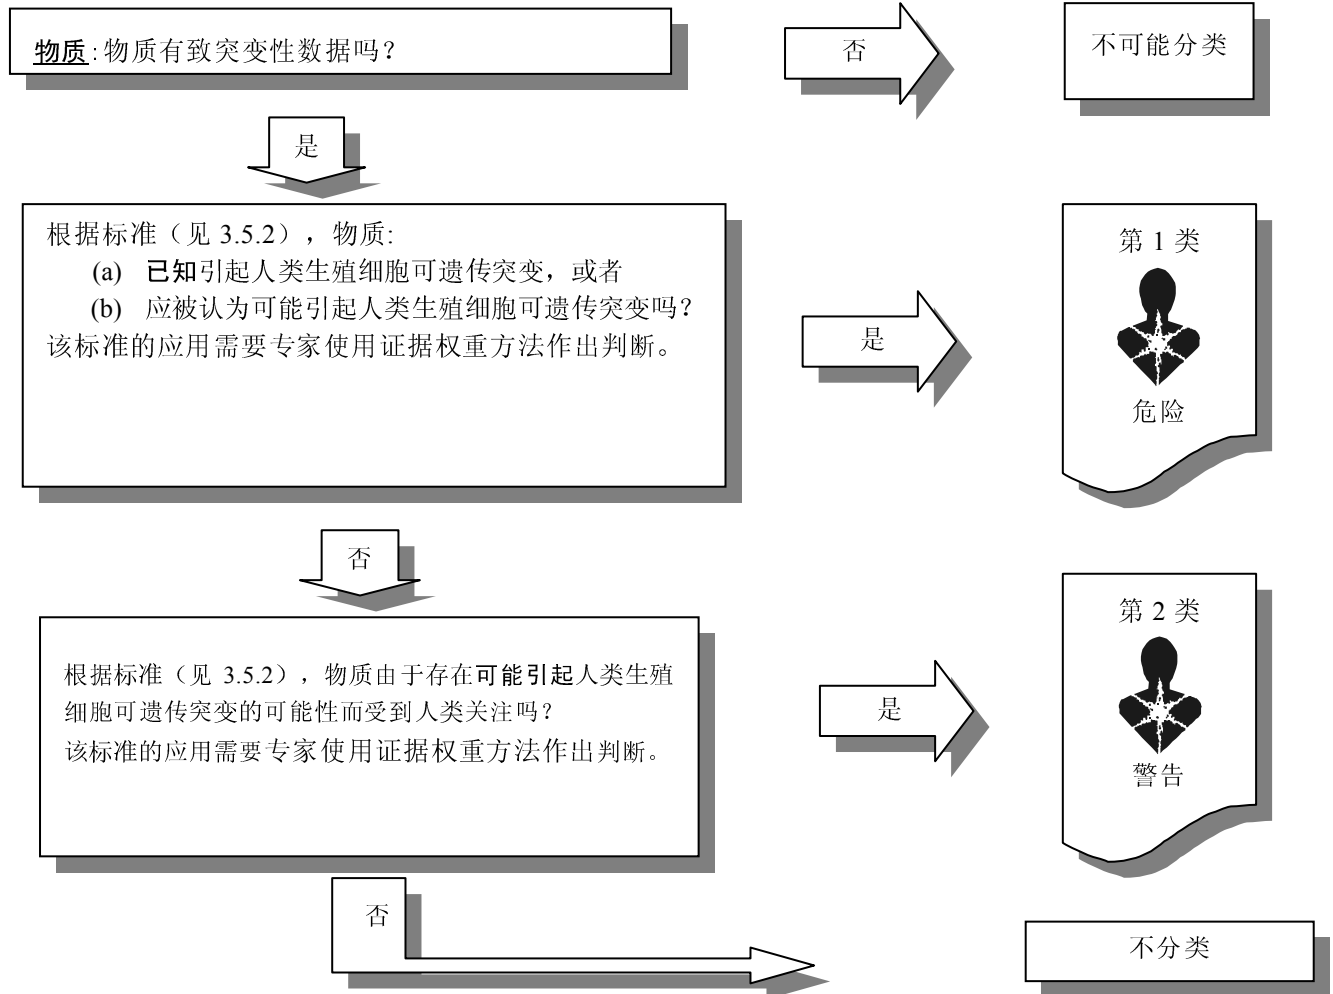 物质:物质有致突变性数据吗？
否
不可能分类
是
根据标准（见 3.5.2），物质:
(a) 已知引起人类生殖细胞可遗传突变，或者
(b) 应被认为可能引起人类生殖细胞可遗传突变吗？
该标准的应用需要专家使用证据权重方法作出判断。
是
第 1 类
危险
否
根据标准（见 3.5.2），物质由于存在可能引起人类生殖
细胞可遗传突变的可能性而受到人类关注吗？
该标准的应用需要专家使用证据权重方法作出判断。
是
第 2 类
警告
否
不分类